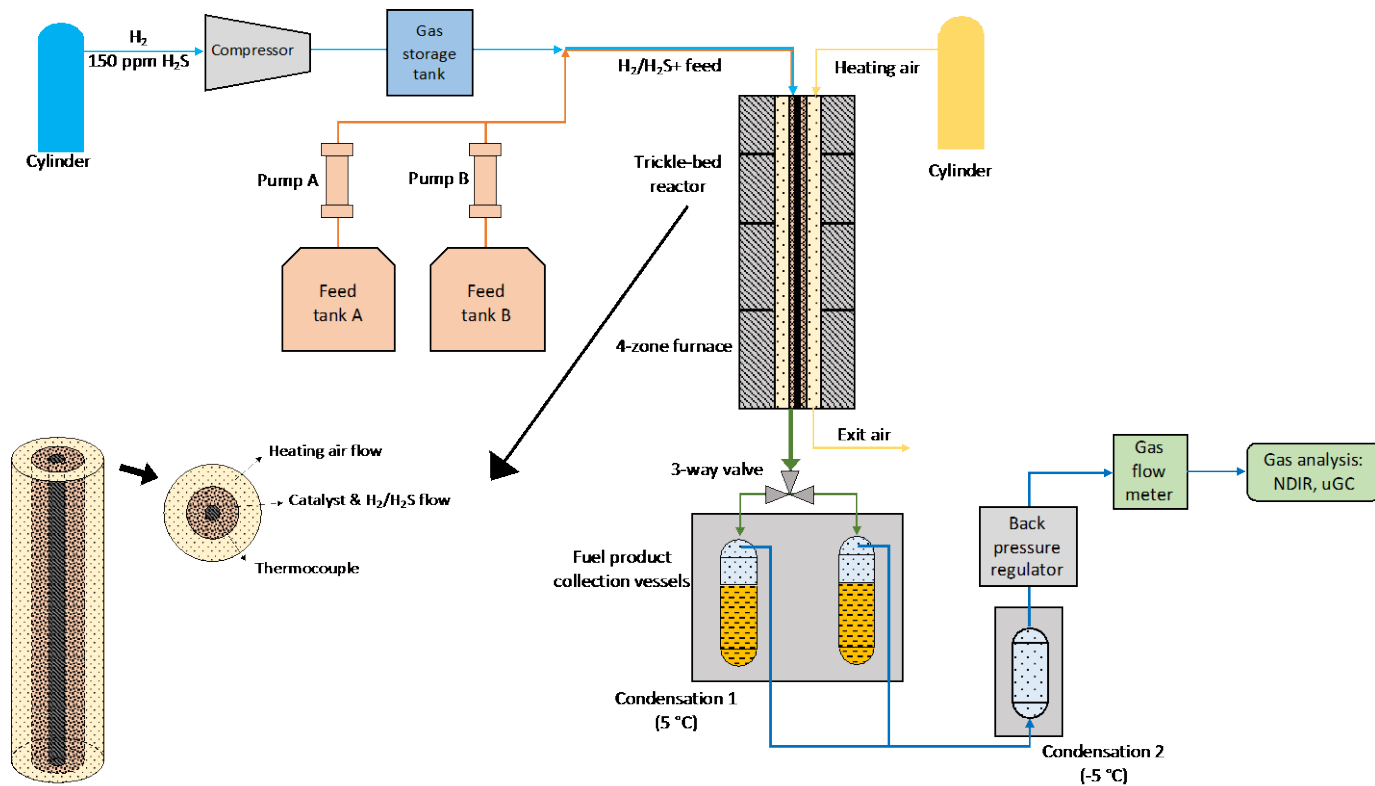 H₂
150 ppm H₂S
Cylinder
Compressor
Gas
storage
tank
H₂/H₂S+ feed
Heating air
Cylinder
Pump A
Pump B
Feed
tank A
Feed
tank B
Trickle-bed
reactor
4-zone furnace
Exit air
3-way valve
Heating air flow
Catalyst & H₂/H₂S flow
Thermocouple
Fuel product
collection vessels
Condensation 1
(5 °C)
Back
pressure
regulator
Condensation 2
(-5 °C)
Gas
flow
meter
Gas analysis:
NDIR, uGC